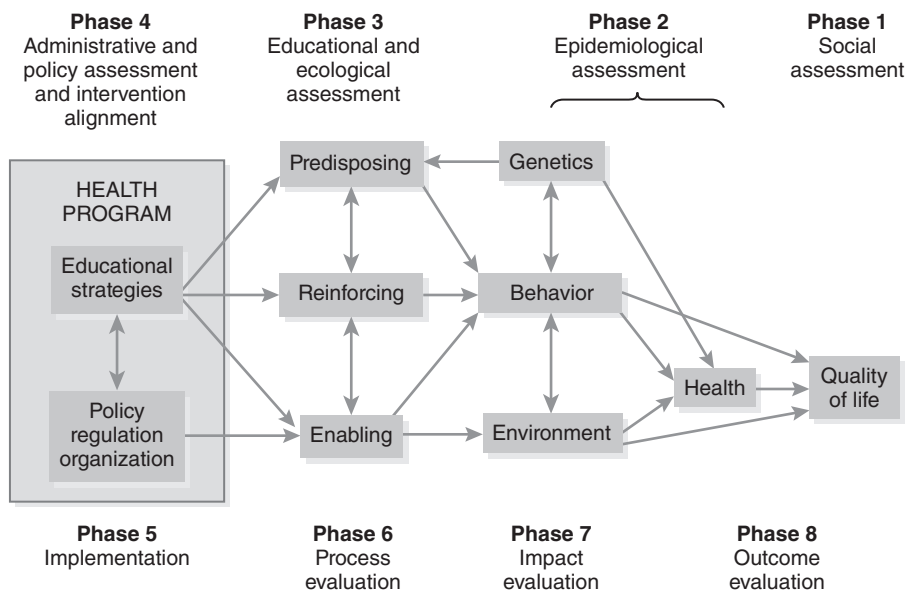 Phase 4
Administrative and
policy assessment
and intervention
alignment
Phase 3
Educational and
ecological
assessment
Phase 2
Epidemiological
assessment
Phase 1
Social
assessment
HEALTH
PROGRAM
Educational
strategies
Policy
regulation
organization
Predisposing
Reinforcing
Enabling
Genetics
Behavior
Environment
Health
Quality
of life
Phase 5
Implementation
Phase 6
Process
evaluation
Phase 7
Impact
evaluation
Phase 8
Outcome
evaluation